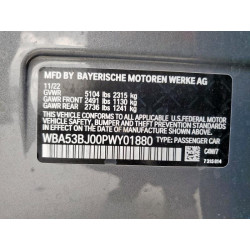 MFD BY BAYERISCHE MOTOREN WERKE AG
11/22
GVWR 5104 lbs 2315 kg
GAWR FRONT 2491 lbs 1130 kg
GAWR REAR 2736 lbs 1241 kg
THIS VEHICLE CONFORMS TO ALL APPLICABLE U.S. FEDERAL MOTOR
VEHICLE SAFETY, BUMPER, AND THEFT PREVENTION STANDARDS IN
EFFECT ON THE DATE OF MANUFACTURE SHOWN ABOVE.
WBA53BJ00PWY01880 TYPE: PASSENGER CAR